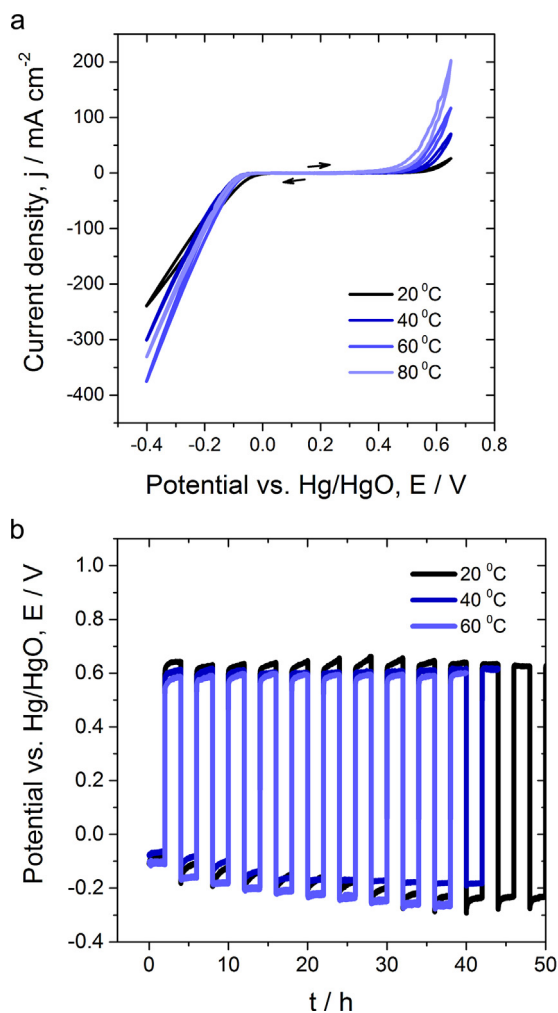 a
Current density, j / mA cm⁻²
200
100
0
-100
-200
-300
-400
20 ⁰C
40 ⁰C
60 ⁰C
80 ⁰C
-0.4 -0.2 0.0 0.2 0.4 0.6
Potential vs. Hg/HgO, E / V
b
Potential vs. Hg/HgO, E / V
1.0
0.8
0.6
0.4
0.2
0.0
-0.2
-0.4
20 ⁰C
40 ⁰C
60 ⁰C
0 10 20 30 40 50
t / h